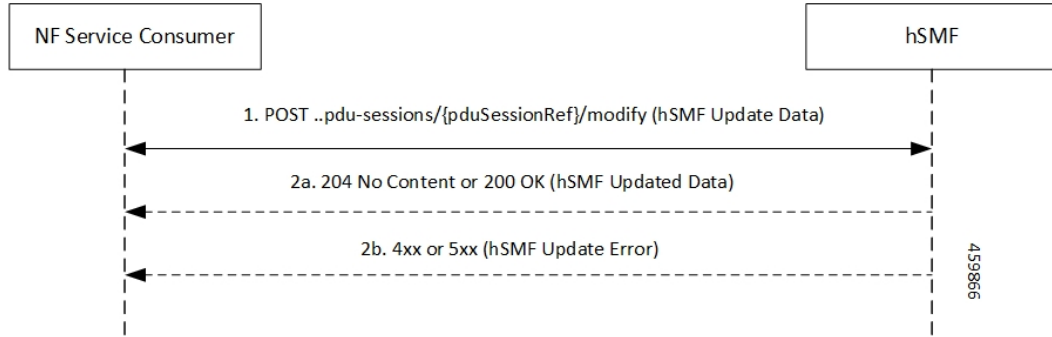 NF Service Consumer
hSMF
1. POST ..pdu-sessions/{pduSessionRef}/modify (hSMF Update Data)
2a. 204 No Content or 200 OK (hSMF Updated Data)
2b. 4xx or 5xx (hSMF Update Error)
459866